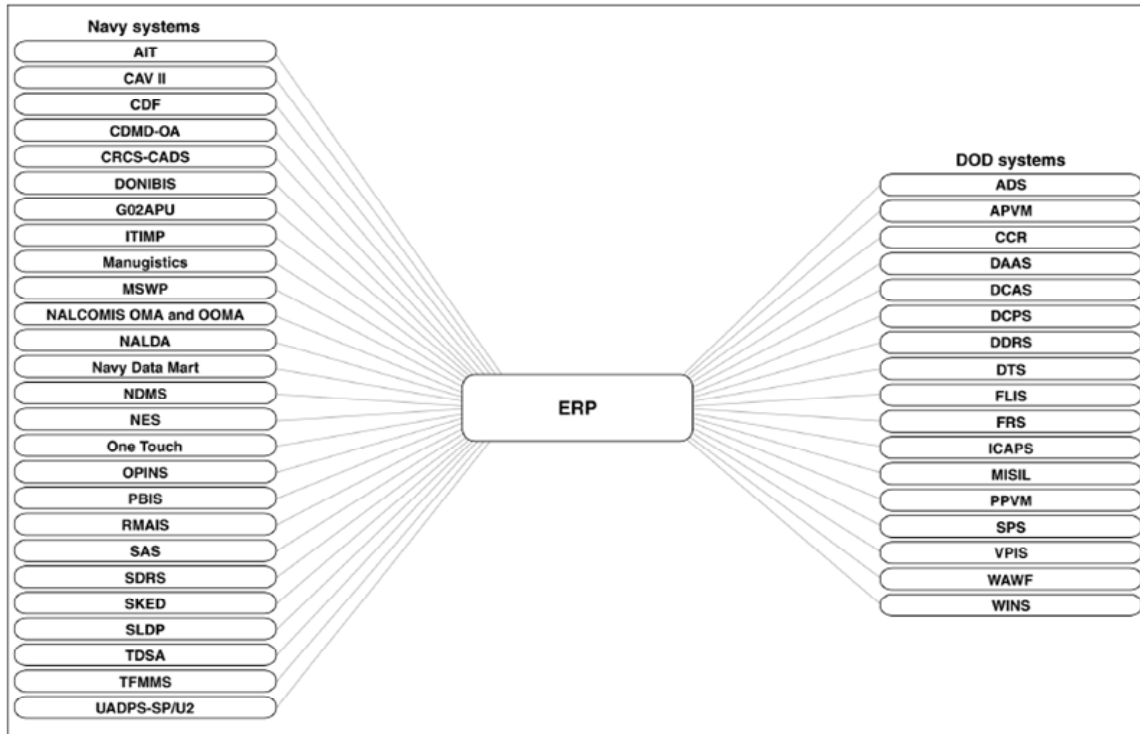 Navy systems
AIT
CAV II
CDF
CDMD-OA
CRCS-CADS
DONIBIS
G02APU
ITIMP
Manugistics
MSWP
NALCOMIS OMA and OOMA
NALDA
Navy Data Mart
NDMS
NES
One Touch
OPINS
PBIS
RMAIS
SAS
SDRS
SKED
SLDP
TDSA
TFMMS
UADPS-SP/U2
ERP
DOD systems
ADS
APVM
CCR
DAAS
DCAS
DCPS
DDRS
DTS
FLIS
FRS
ICAPS
MISIL
PPVM
SPS
VPIS
WAWF
WINS